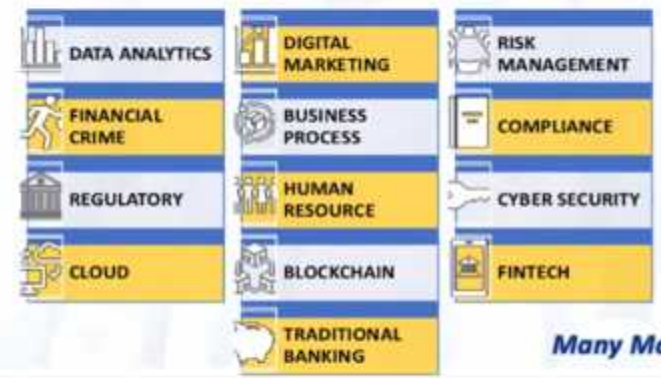 DATA ANALYTICS
FINANCIAL
CRIME
REGULATORY
CLOUD
DIGITAL
MARKETING
BUSINESS
PROCESS
HUMAN
RESOURCE
BLOCKCHAIN
TRADITIONAL
BANKING
RISK
MANAGEMENT
COMPLIANCE
CYBER SECURITY
FINTECH
Many